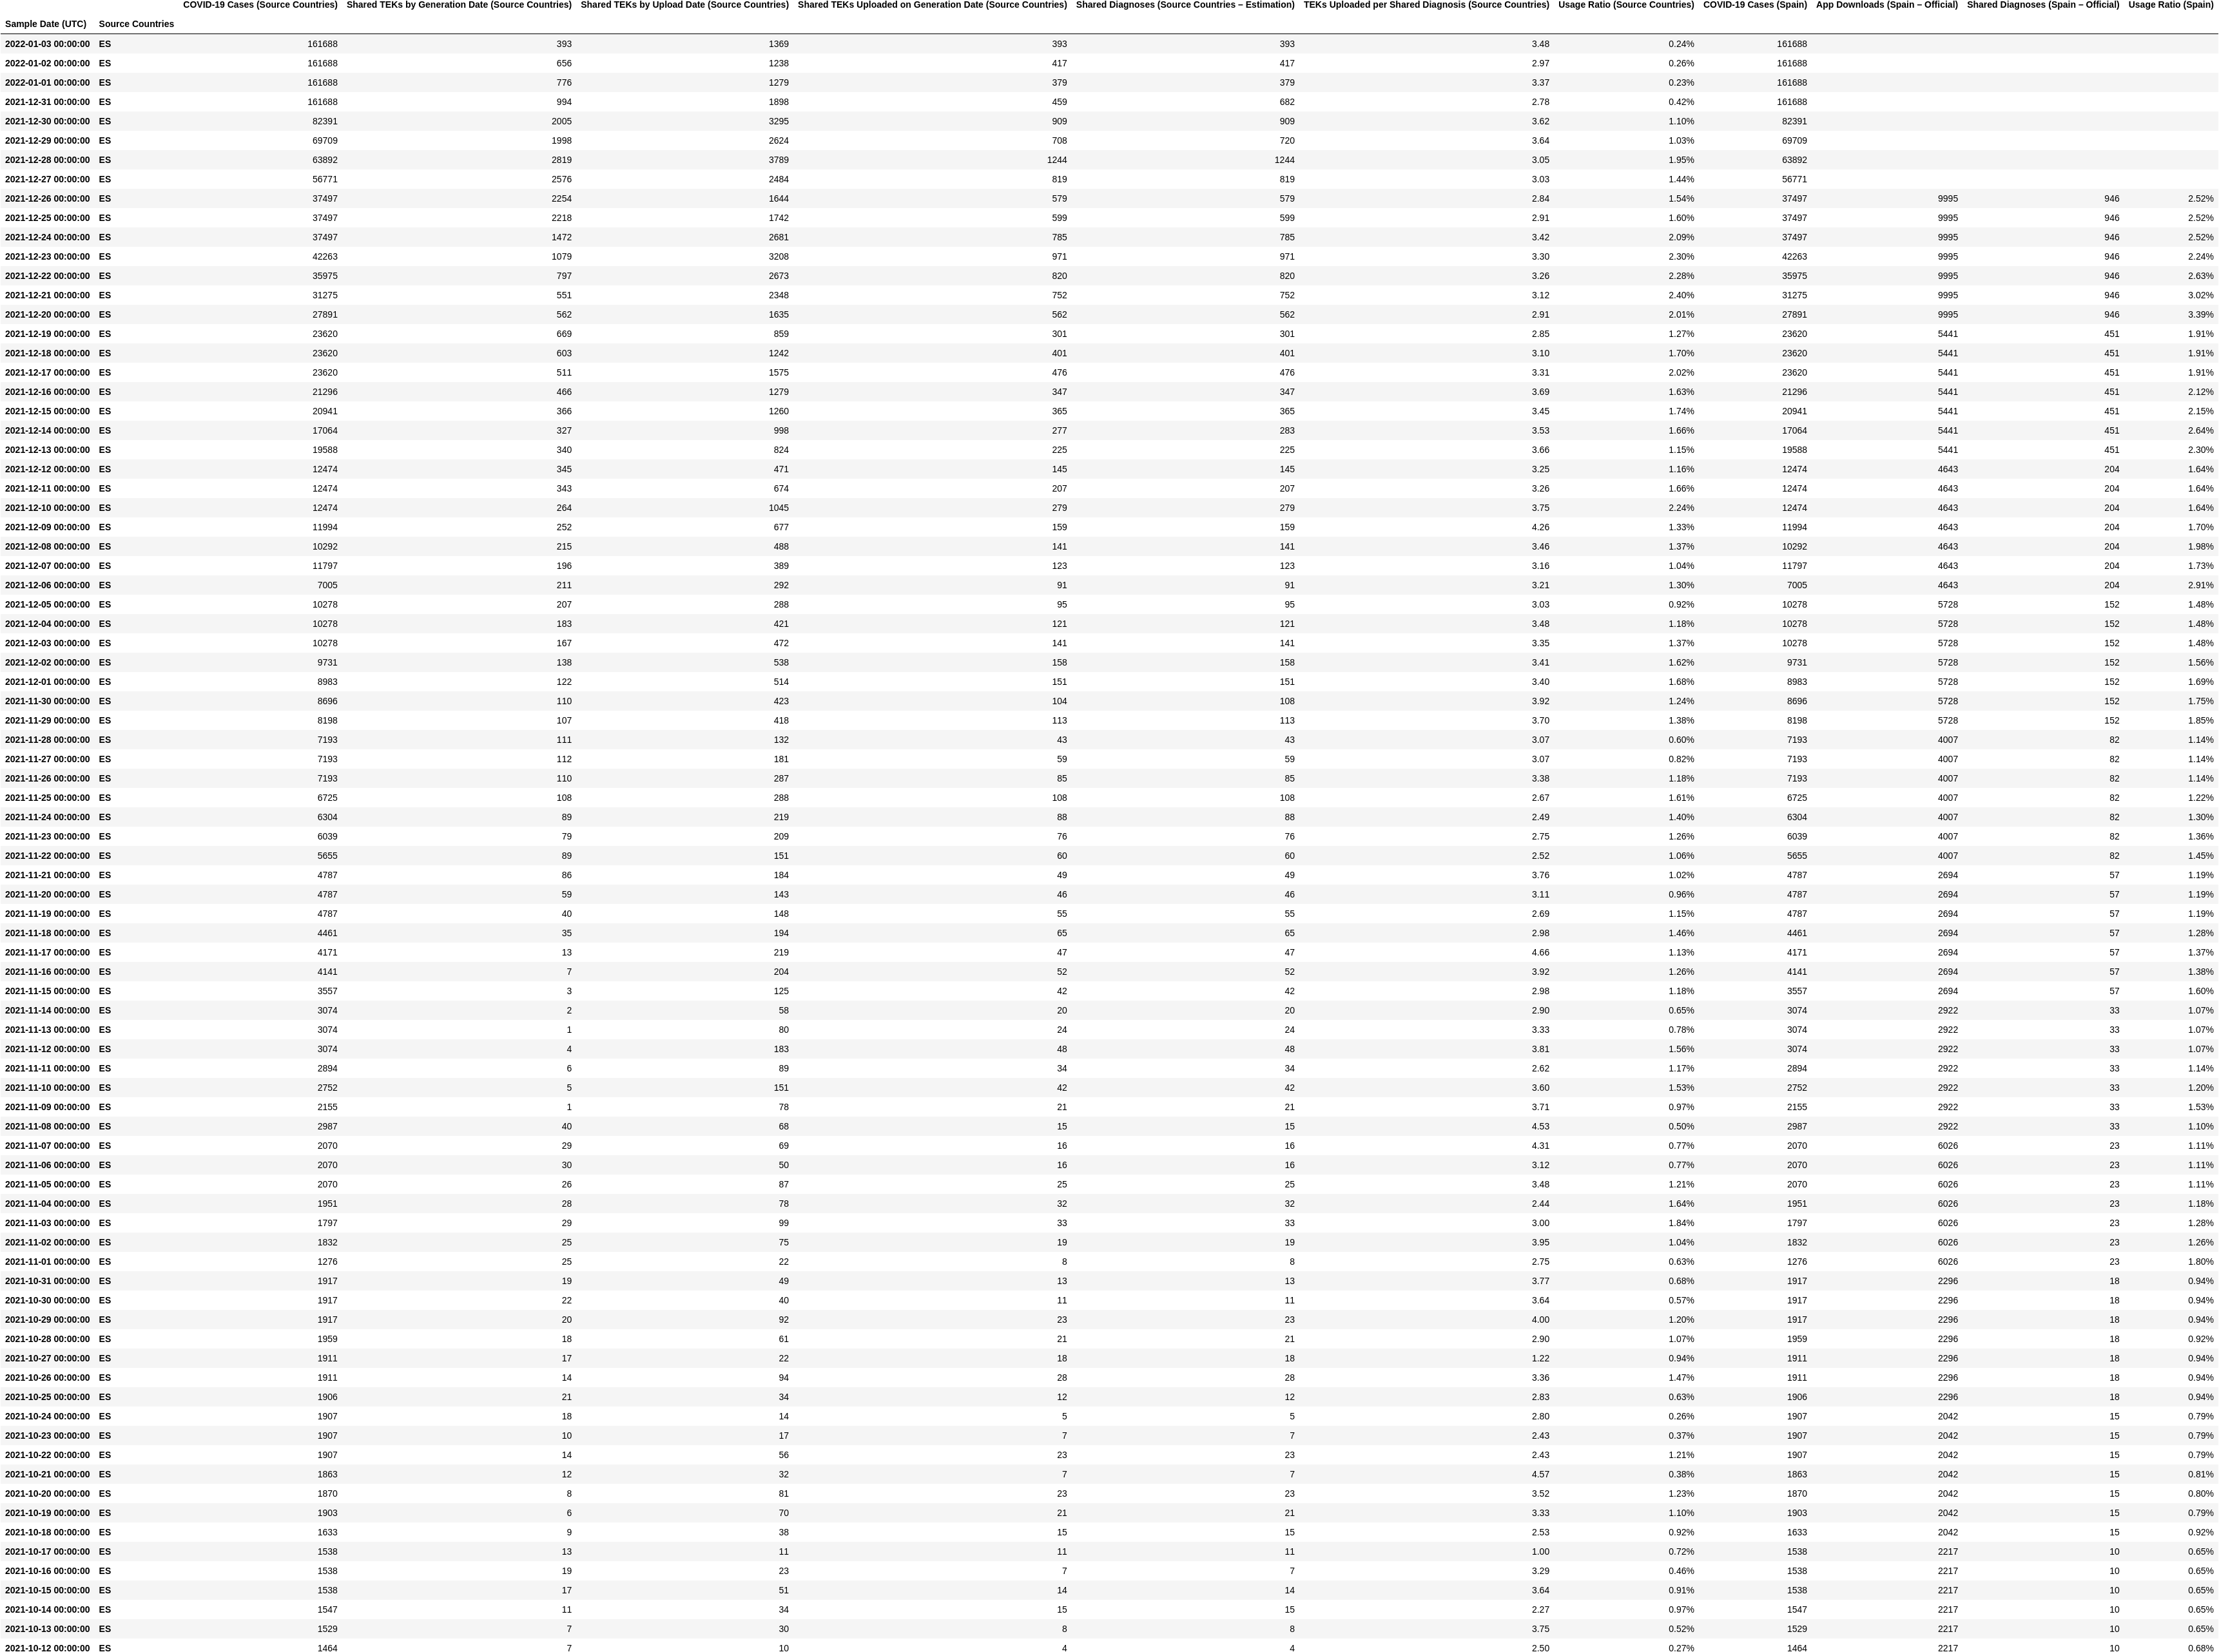 COVID-19 Cases (Source Countries) Shared TEKs by Generation Date (Source Countries) Shared TEKs by Upload Date (Source Countries) Shared TEKs Uploaded on Generation Date (Source Countries) Shared Diagnoses (Source Countries – Estimation) TEKs Uploaded per Shared Diagnosis (Source Countries) Usage Ratio (Source Countries) COVID-19 Cases (Spain) App Downloads (Spain – Official) Shared Diagnoses (Spain – Official) Usage Ratio (Spain)
Sample Date (UTC) Source Countries
2022-01-03 00:00:00 ES 161688 393 1369 393 393 3.48 0.24% 161688
2022-01-02 00:00:00 ES 161688 656 1238 417 417 2.97 0.26% 161688
2022-01-01 00:00:00 ES 161688 776 1279 379 379 3.37 0.23% 161688
2021-12-31 00:00:00 ES 161688 994 1898 459 682 2.78 0.42% 161688
2021-12-30 00:00:00 ES 82391 2005 3295 909 909 3.62 1.10% 82391
2021-12-29 00:00:00 ES 69709 1998 2624 708 720 3.64 1.03% 69709
2021-12-28 00:00:00 ES 63892 2819 3789 1244 1244 3.05 1.95% 63892
2021-12-27 00:00:00 ES 56771 2576 2484 819 819 3.03 1.44% 56771
2021-12-26 00:00:00 ES 37497 2254 1644 579 579 2.84 1.54% 37497 9995 946 2.52%
2021-12-25 00:00:00 ES 37497 2218 1742 599 599 2.91 1.60% 37497 9995 946 2.52%
2021-12-24 00:00:00 ES 37497 1472 2681 785 785 3.42 2.09% 37497 9995 946 2.52%
2021-12-23 00:00:00 ES 42263 1079 3208 971 971 3.30 2.30% 42263 9995 946 2.24%
2021-12-22 00:00:00 ES 35975 797 2673 820 820 3.26 2.28% 35975 9995 946 2.63%
2021-12-21 00:00:00 ES 31275 551 2348 752 752 3.12 2.40% 31275 9995 946 3.02%
2021-12-20 00:00:00 ES 27891 562 1635 562 562 2.91 2.01% 27891 9995 946 3.39%
2021-12-19 00:00:00 ES 23620 669 859 301 301 2.85 1.27% 23620 5441 451 1.91%
2021-12-18 00:00:00 ES 23620 603 1242 401 401 3.10 1.70% 23620 5441 451 1.91%
2021-12-17 00:00:00 ES 23620 511 1575 476 476 3.31 2.02% 23620 5441 451 1.91%
2021-12-16 00:00:00 ES 21296 466 1279 347 347 3.69 1.63% 21296 5441 451 2.12%
2021-12-15 00:00:00 ES 20941 366 1260 365 365 3.45 1.74% 20941 5441 451 2.15%
2021-12-14 00:00:00 ES 17064 327 998 277 283 3.53 1.66% 17064 5441 451 2.64%
2021-12-13 00:00:00 ES 19588 340 824 225 225 3.66 1.15% 19588 5441 451 2.30%
2021-12-12 00:00:00 ES 12474 345 471 145 145 3.25 1.16% 12474 4643 204 1.64%
2021-12-11 00:00:00 ES 12474 343 674 207 207 3.26 1.66% 12474 4643 204 1.64%
2021-12-10 00:00:00 ES 12474 264 1045 279 279 3.75 2.24% 12474 4643 204 1.64%
2021-12-09 00:00:00 ES 11994 252 677 159 159 4.26 1.33% 11994 4643 204 1.70%
2021-12-08 00:00:00 ES 10292 215 488 141 141 3.46 1.37% 10292 4643 204 1.98%
2021-12-07 00:00:00 ES 11797 196 389 123 123 3.16 1.04% 11797 4643 204 1.73%
2021-12-06 00:00:00 ES 7005 211 292 91 91 3.21 1.30% 7005 4643 204 2.91%
2021-12-05 00:00:00 ES 10278 207 288 95 95 3.03 0.92% 10278 5728 152 1.48%
2021-12-04 00:00:00 ES 10278 183 421 121 121 3.48 1.18% 10278 5728 152 1.48%
2021-12-03 00:00:00 ES 10278 167 472 141 141 3.35 1.37% 10278 5728 152 1.48%
2021-12-02 00:00:00 ES 9731 138 538 158 158 3.41 1.62% 9731 5728 152 1.56%
2021-12-01 00:00:00 ES 8983 122 514 151 151 3.40 1.68% 8983 5728 152 1.69%
2021-11-30 00:00:00 ES 8696 110 423 104 108 3.92 1.24% 8696 5728 152 1.75%
2021-11-29 00:00:00 ES 8198 107 418 113 113 3.70 1.38% 8198 5728 152 1.85%
2021-11-28 00:00:00 ES 7193 111 132 43 43 3.07 0.60% 7193 4007 82 1.14%
2021-11-27 00:00:00 ES 7193 112 181 59 59 3.07 0.82% 7193 4007 82 1.14%
2021-11-26 00:00:00 ES 7193 110 287 85 85 3.38 1.18% 7193 4007 82 1.14%
2021-11-25 00:00:00 ES 6725 108 288 108 108 2.67 1.61% 6725 4007 82 1.22%
2021-11-24 00:00:00 ES 6304 89 219 88 88 2.49 1.40% 6304 4007 82 1.30%
2021-11-23 00:00:00 ES 6039 79 209 76 76 2.75 1.26% 6039 4007 82 1.36%
2021-11-22 00:00:00 ES 5655 89 151 60 60 2.52 1.06% 5655 4007 82 1.45%
2021-11-21 00:00:00 ES 4787 86 184 49 49 3.76 1.02% 4787 2694 57 1.19%
2021-11-20 00:00:00 ES 4787 59 143 46 46 3.11 0.96% 4787 2694 57 1.19%
2021-11-19 00:00:00 ES 4787 40 148 55 55 2.69 1.15% 4787 2694 57 1.19%
2021-11-18 00:00:00 ES 4461 35 194 65 65 2.98 1.46% 4461 2694 57 1.28%
2021-11-17 00:00:00 ES 4171 13 219 47 47 4.66 1.13% 4171 2694 57 1.37%
2021-11-16 00:00:00 ES 4141 7 204 52 52 3.92 1.26% 4141 2694 57 1.38%
2021-11-15 00:00:00 ES 3557 3 125 42 42 2.98 1.18% 3557 2694 57 1.60%
2021-11-14 00:00:00 ES 3074 2 58 20 20 2.90 0.65% 3074 2922 33 1.07%
2021-11-13 00:00:00 ES 3074 1 80 24 24 3.33 0.78% 3074 2922 33 1.07%
2021-11-12 00:00:00 ES 3074 4 183 48 48 3.81 1.56% 3074 2922 33 1.07%
2021-11-11 00:00:00 ES 2894 6 89 34 34 2.62 1.17% 2894 2922 33 1.14%
2021-11-10 00:00:00 ES 2752 5 151 42 42 3.60 1.53% 2752 2922 33 1.20%
2021-11-09 00:00:00 ES 2155 1 78 21 21 3.71 0.97% 2155 2922 33 1.53%
2021-11-08 00:00:00 ES 2987 40 68 15 15 4.53 0.50% 2987 2922 33 1.10%
2021-11-07 00:00:00 ES 2070 29 69 16 16 4.31 0.77% 2070 6026 23 1.11%
2021-11-06 00:00:00 ES 2070 30 50 16 16 3.12 0.77% 2070 6026 23 1.11%
2021-11-05 00:00:00 ES 2070 26 87 25 25 3.48 1.21% 2070 6026 23 1.11%
2021-11-04 00:00:00 ES 1951 28 78 32 32 2.44 1.64% 1951 6026 23 1.18%
2021-11-03 00:00:00 ES 1797 29 99 33 33 3.00 1.84% 1797 6026 23 1.28%
2021-11-02 00:00:00 ES 1832 25 75 19 19 3.95 1.04% 1832 6026 23 1.26%
2021-11-01 00:00:00 ES 1276 25 22 8 8 2.75 0.63% 1276 6026 23 1.80%
2021-10-31 00:00:00 ES 1917 19 49 13 13 3.77 0.68% 1917 2296 18 0.94%
2021-10-30 00:00:00 ES 1917 22 40 11 11 3.64 0.57% 1917 2296 18 0.94%
2021-10-29 00:00:00 ES 1917 20 92 23 23 4.00 1.20% 1917 2296 18 0.94%
2021-10-28 00:00:00 ES 1959 18 61 21 21 2.90 1.07% 1959 2296 18 0.92%
2021-10-27 00:00:00 ES 1911 17 22 18 18 1.22 0.94% 1911 2296 18 0.94%
2021-10-26 00:00:00 ES 1911 14 94 28 28 3.36 1.47% 1911 2296 18 0.94%
2021-10-25 00:00:00 ES 1906 21 34 12 12 2.83 0.63% 1906 2296 18 0.94%
2021-10-24 00:00:00 ES 1907 18 14 5 5 2.80 0.26% 1907 2042 15 0.79%
2021-10-23 00:00:00 ES 1907 10 17 7 7 2.43 0.37% 1907 2042 15 0.79%
2021-10-22 00:00:00 ES 1907 14 56 23 23 2.43 1.21% 1907 2042 15 0.79%
2021-10-21 00:00:00 ES 1863 12 32 7 7 4.57 0.38% 1863 2042 15 0.81%
2021-10-20 00:00:00 ES 1870 8 81 23 23 3.52 1.23% 1870 2042 15 0.80%
2021-10-19 00:00:00 ES 1903 6 70 21 21 3.33 1.10% 1903 2042 15 0.79%
2021-10-18 00:00:00 ES 1633 9 38 15 15 2.53 0.92% 1633 2042 15 0.92%
2021-10-17 00:00:00 ES 1538 13 11 11 11 1.00 0.72% 1538 2217 10 0.65%
2021-10-16 00:00:00 ES 1538 19 23 7 7 3.29 0.46% 1538 2217 10 0.65%
2021-10-15 00:00:00 ES 1538 17 51 14 14 3.64 0.91% 1538 2217 10 0.65%
2021-10-14 00:00:00 ES 1547 11 34 15 15 2.27 0.97% 1547 2217 10 0.65%
2021-10-13 00:00:00 ES 1529 7 30 8 8 3.75 0.52% 1529 2217 10 0.65%
2021-10-12 00:00:00 ES 1464 7 10 4 4 2.50 0.27% 1464 2217 10 0.68%